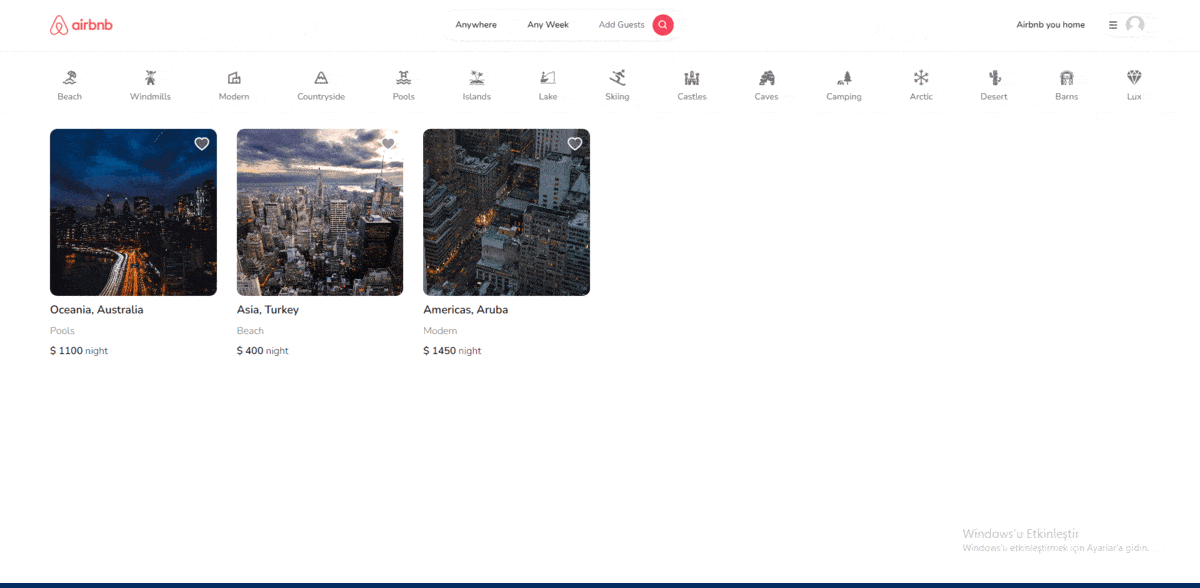 airbnb
Anywhere Any Week Add Guests
Airbnb you home
Beach Windmills Modern Countryside Pools Islands Lake Skiing Castles Caves Camping Arctic Desert Barns Lux
Oceania, Australia
Pools
$ 1100 night
Asia, Turkey
Beach
$ 400 night
Americas, Aruba
Modern
$ 1450 night
Windows'u Etkinleştir
Windows'u etkinleştirmek için Ayarlar'a gidin.